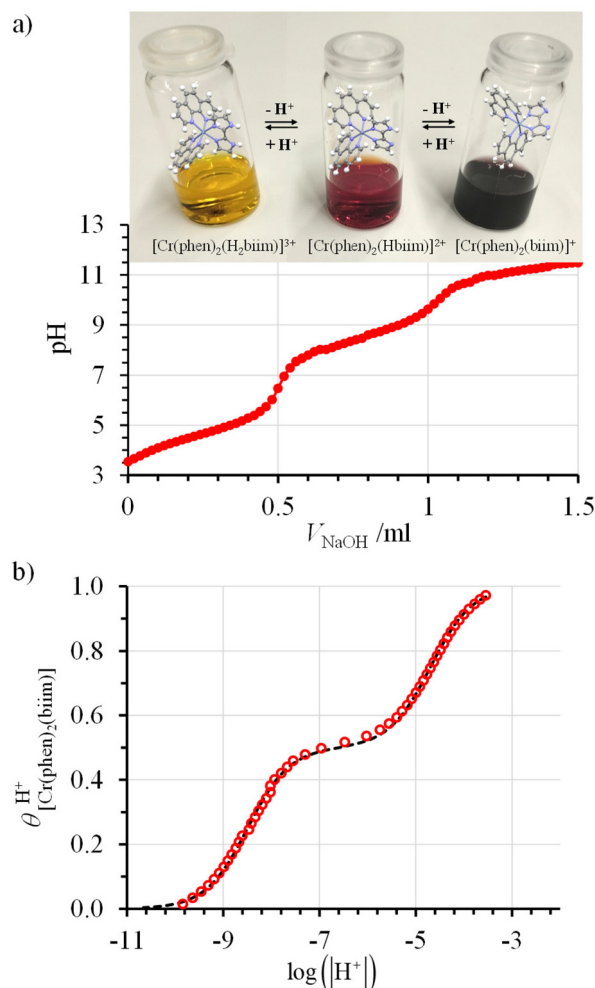 a)
- H⁺ - H⁺
+ H⁺ + H⁺
[Cr(phen)₂(H₂biim)]³⁺ [Cr(phen)₂(Hbiim)]²⁺ [Cr(phen)₂(biim)]⁺
13
11
9
7
5
3
pH
0 0.5 1 1.5
V_NaOH /ml
b)
1.0
0.8
0.6
0.4
0.2
0.0
θ^H⁺_[Cr(phen)₂(biim)]
-11 -9 -7 -5 -3
log(|H⁺|)